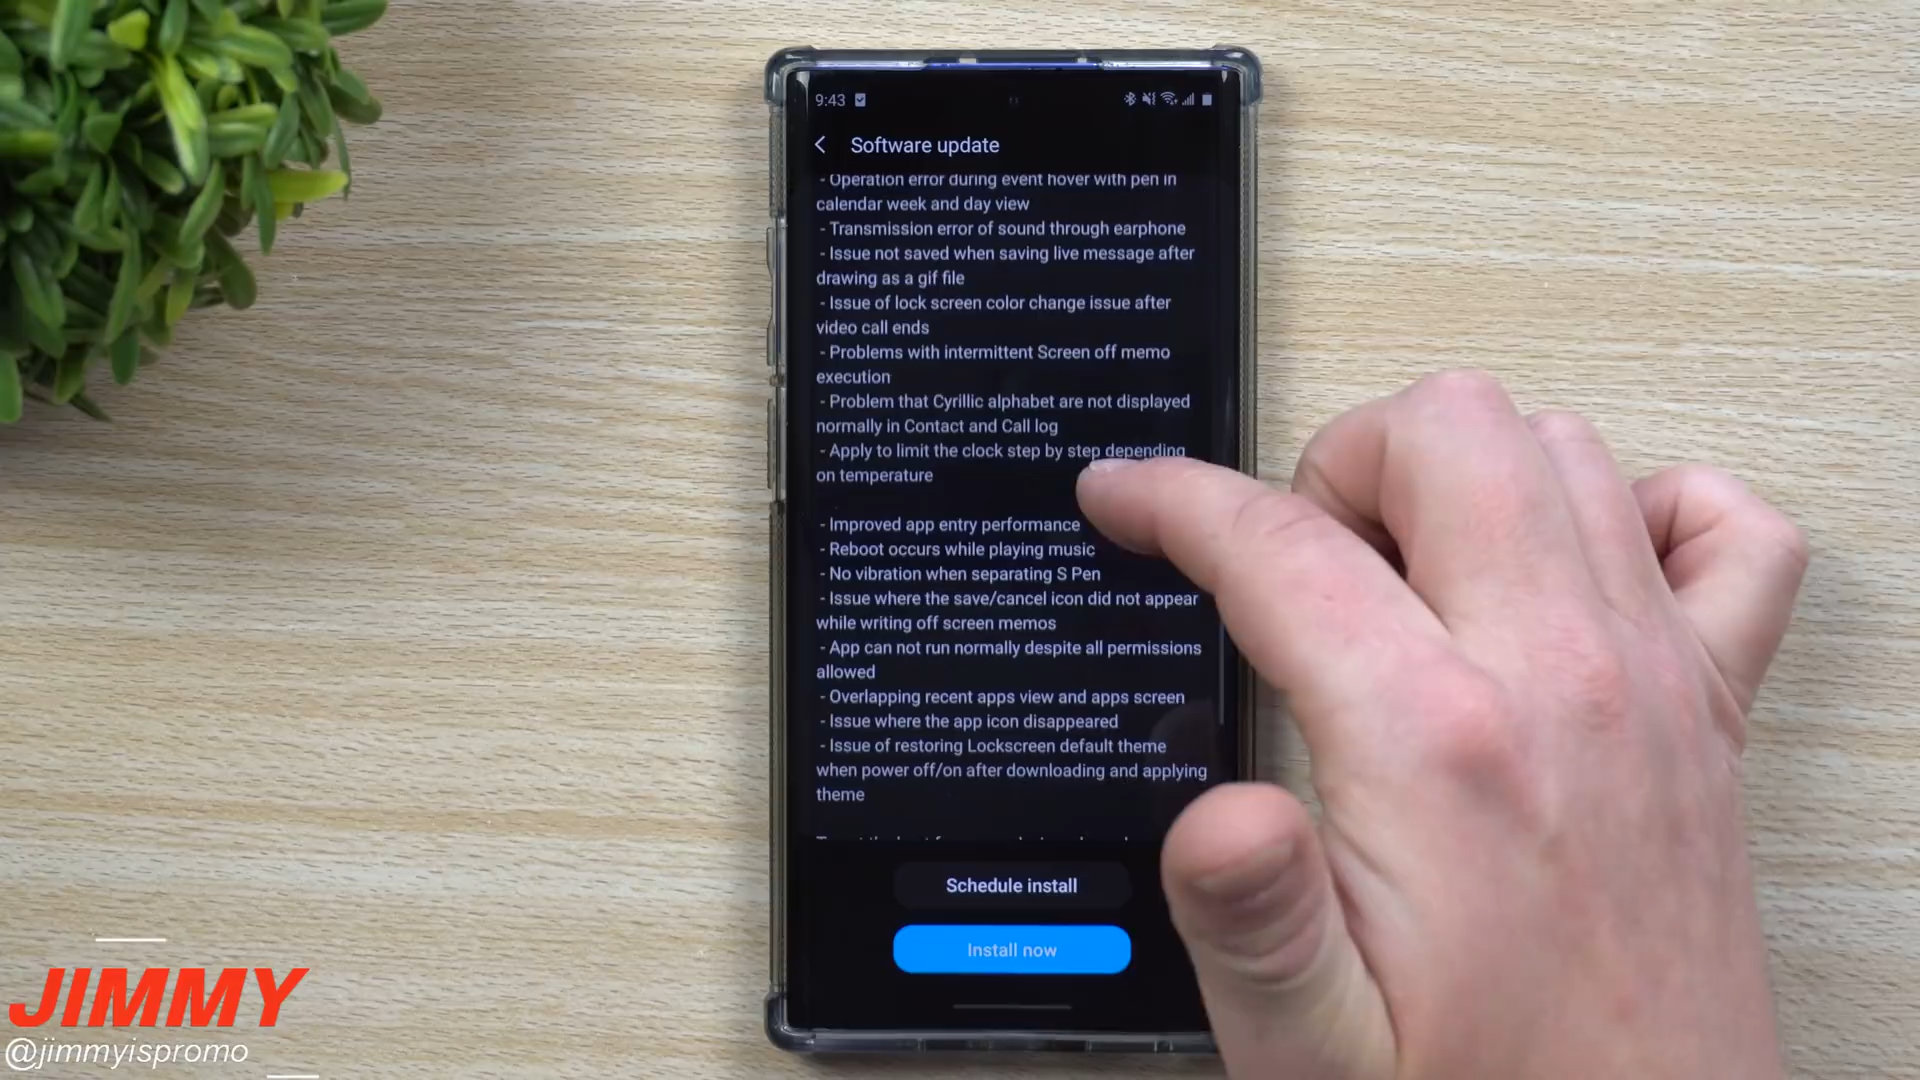 9:43
Software update
- Operation error during event hover with pen in
calendar week and day view
- Transmission error of sound through earphone
- Issue not saved when saving live message after
drawing as a gif file
- Issue of lock screen color change issue after
video call ends
- Problems with intermittent Screen off memo
execution
- Problem that Cyrillic alphabet are not displayed
normally in Contact and Call log
- Apply to limit the clock step by step depending
on temperature
- Improved app entry performance
- Reboot occurs while playing music
- No vibration when separating S Pen
- Issue where the save/cancel icon did not appear
while writing off screen memos
- App can not run normally despite all permissions
allowed
- Overlapping recent apps view and apps screen
- Issue where the app icon disappeared
- Issue of restoring Lockscreen default theme
when power off/on after downloading and applying
theme
Schedule install
Install now
JIMMY
@jimmyispromo